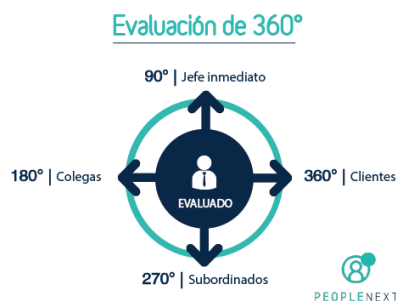 Evaluación de 360°
90° | Jefe inmediato
180° | Colegas
EVALUADO
360° | Clientes
270° | Subordinados
PEOPLENEXT